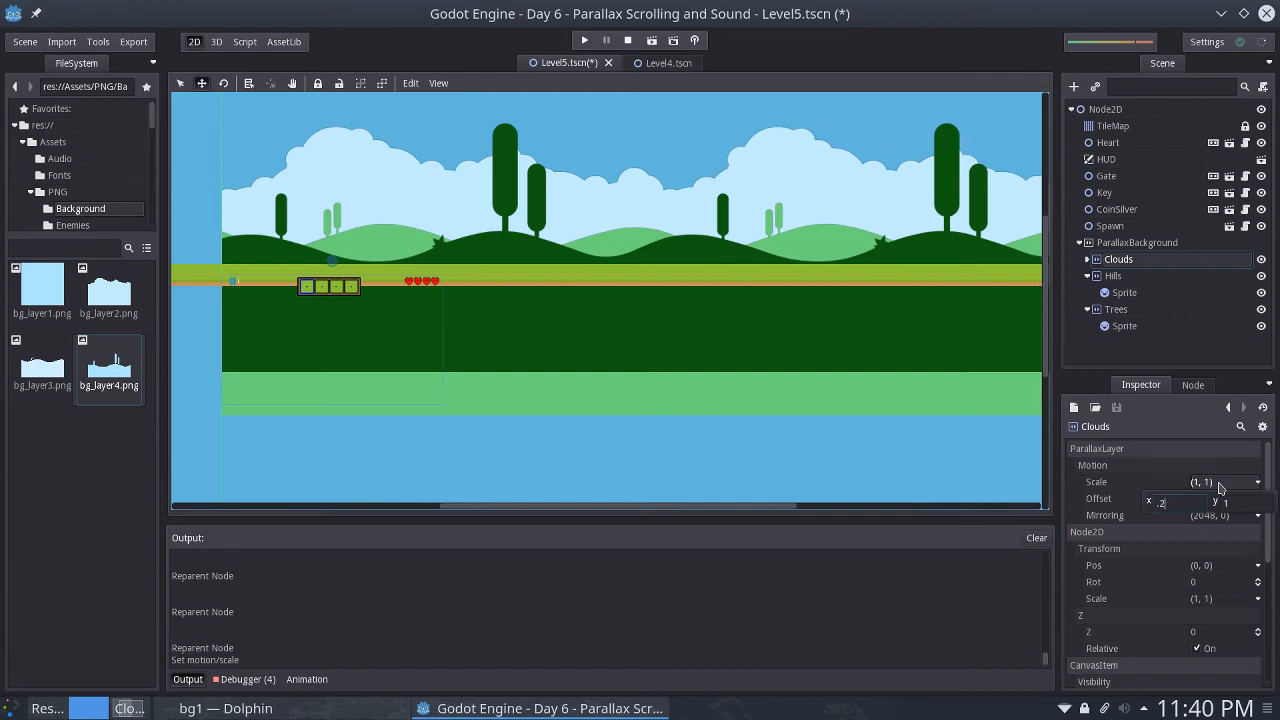 Godot Engine - Day 6 - Parallax Scrolling and Sound - Level5.tscn (*)
Scene Import Tools Export
2D 3D Script AssetLib
Settings
FileSystem
Level5.tscn(*)
Level4.tscn
Scene
res://Assets/PNG/Ba
Edit View
Favorites:
res://
Assets
Audio
Fonts
PNG
Background
Enemies
bg_layer1.png
bg_layer2.png
bg_layer3.png
bg_layer4.png
Node2D
TileMap
Heart
HUD
Gate
Key
CoinSilver
Spawn
ParallaxBackground
Clouds
Hills
Sprite
Trees
Sprite
Inspector Node
Clouds
ParallaxLayer
Motion
Scale (1, 1)
Offset
x .2 y 1
Mirroring (2048, 0)
Node2D
Transform
Pos (0, 0)
Rot 0
Scale (1, 1)
Z
Z 0
Relative On
CanvasItem
Visibility
Output:
Clear
Reparent Node
Reparent Node
Reparent Node
Set motion/scale
Output Debugger (4) Animation
Res... Clo... bg1 — Dolphin Godot Engine - Day 6 - Parallax Scr... 11:40 PM